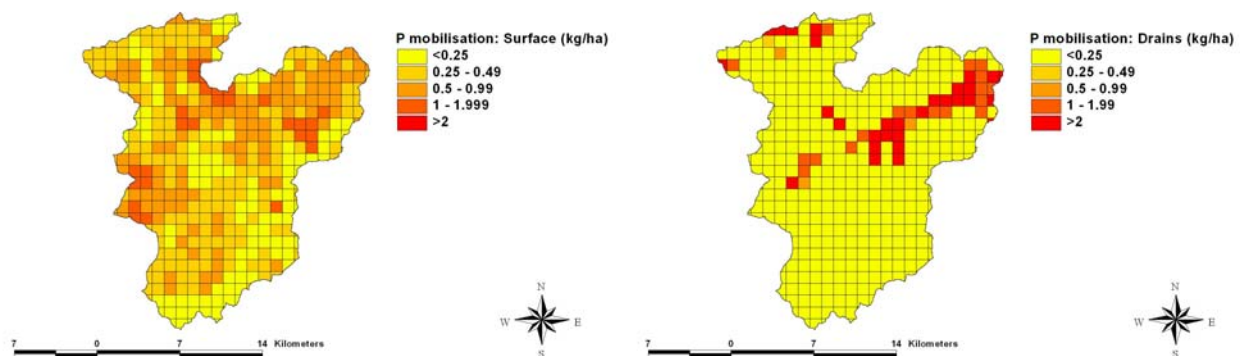 P mobilisation: Surface (kg/ha)
<0.25
0.25 - 0.49
0.5 - 0.99
1 - 1.999
>2
N
W E
S
7 0 7 14 Kilometers
P mobilisation: Drains (kg/ha)
<0.25
0.25 - 0.49
0.5 - 0.99
1 - 1.99
>2
N
W E
S
7 0 7 14 Kilometers